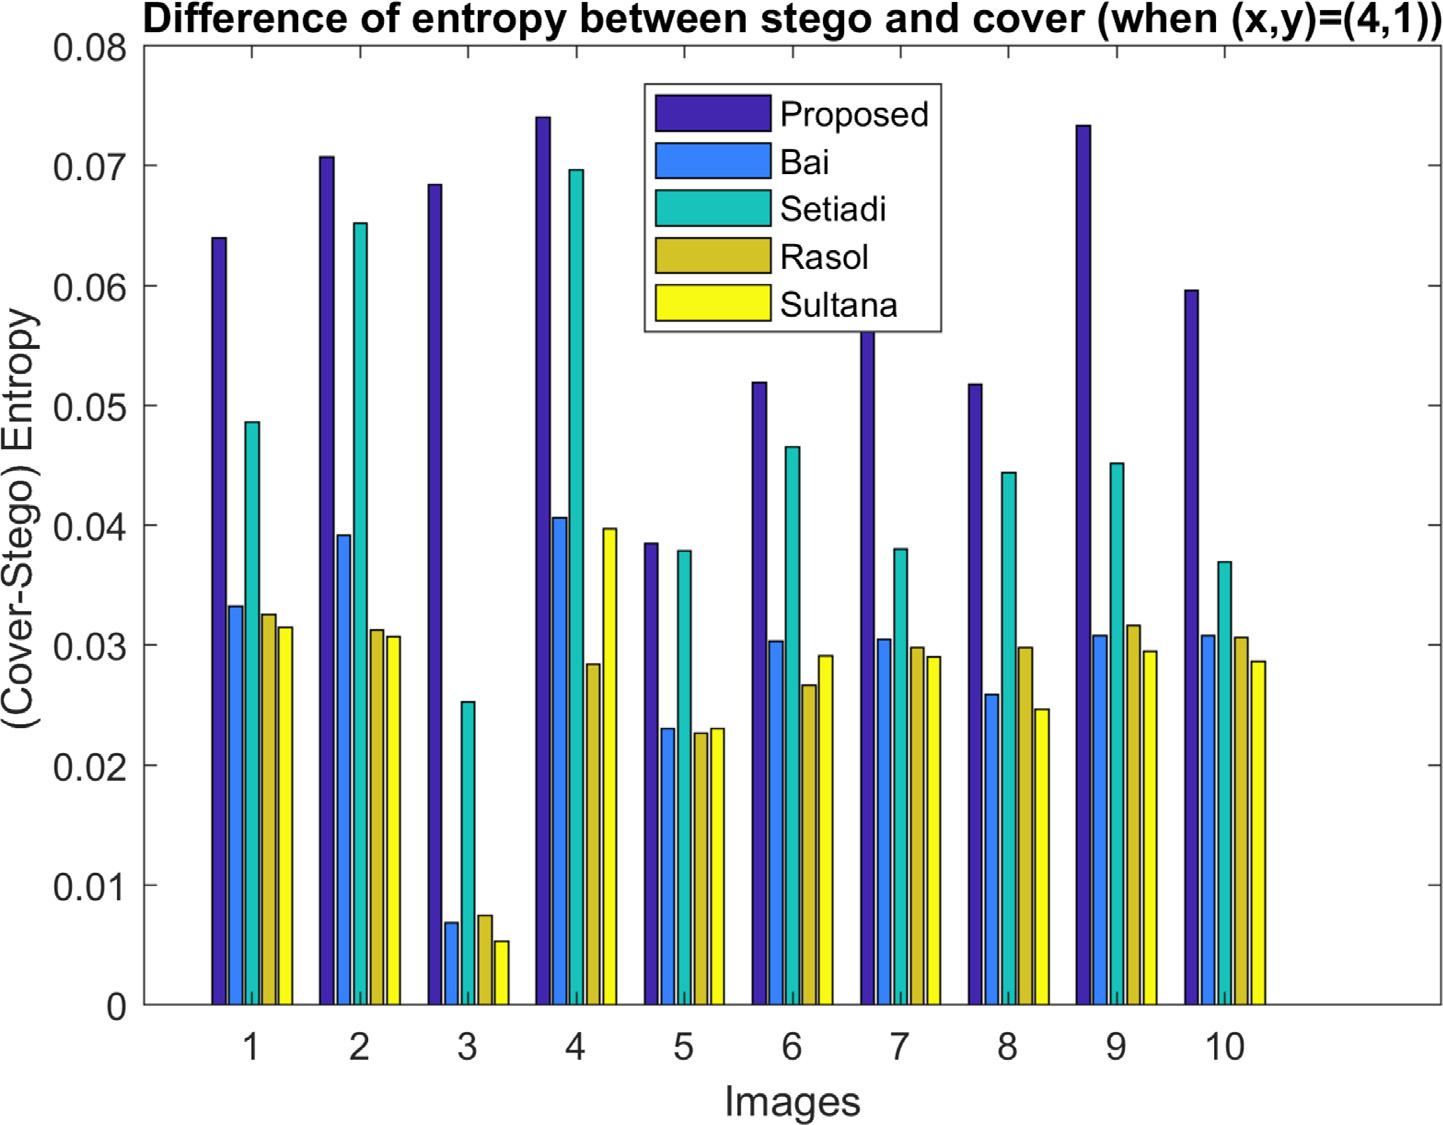 Difference of entropy between stego and cover (when (x,y)=(4,1))
0.08
0.07
0.06
0.05
0.04
0.03
0.02
0.01
0
(Cover-Stego) Entropy
Proposed
Bai
Setiadi
Rasol
Sultana
1 2 3 4 5 6 7 8 9 10
Images